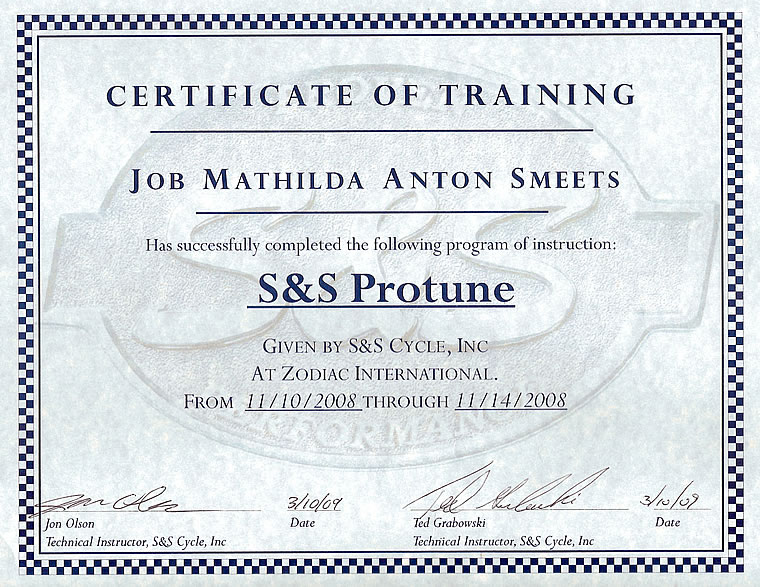 CERTIFICATE OF TRAINING
JOB MATHILDA ANTON SMEETS
Has successfully completed the following program of instruction:
S&S Protune
GIVEN BY S&S CYCLE, INC
AT ZODIAC INTERNATIONAL.
FROM 11/10/2008 THROUGH 11/14/2008
S&S
PERFORMANCE
3/10/09
3/10/09
Jon Olson
Date
Ted Grabowski
Date
Technical Instructor, S&S Cycle, Inc
Technical Instructor, S&S Cycle, Inc